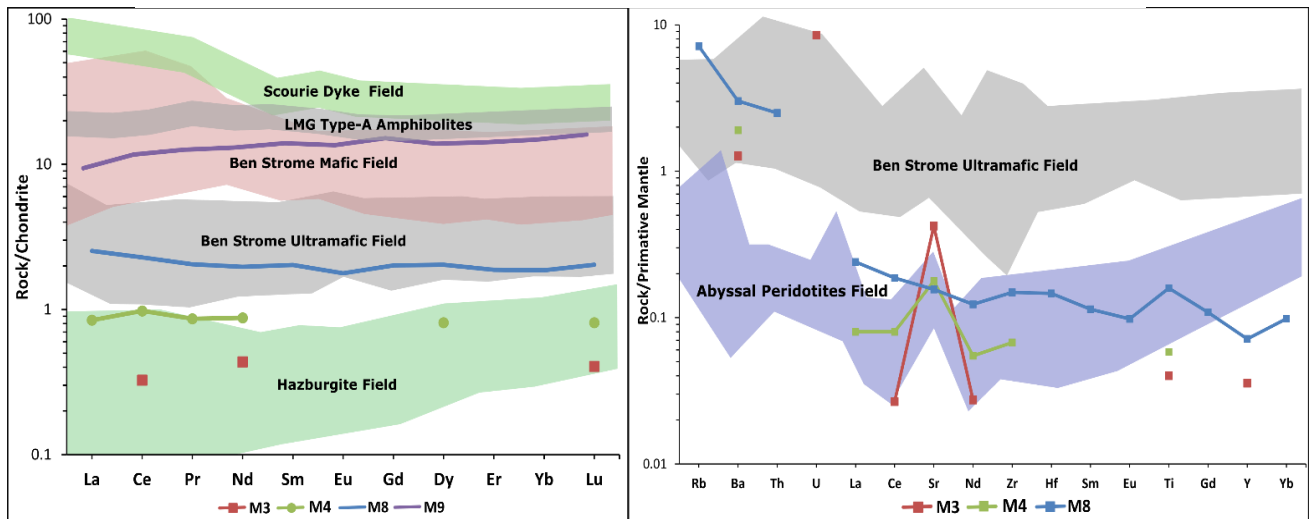 100
10
1
0.1
Rock/Chondrite
Scourie Dyke Field
LMG Type-A Amphibolites
Ben Strome Mafic Field
Ben Strome Ultramafic Field
Hazburgite Field
La Ce Pr Nd Sm Eu Gd Dy Er Yb Lu
M3 M4 M8 M9
10
1
0.1
0.01
Rock/Primative Mantle
Ben Strome Ultramafic Field
Abyssal Peridotites Field
Rb Ba Th U La Ce Sr Nd Zr Hf Sm Eu Ti Gd Y Yb
M3 M4 M8